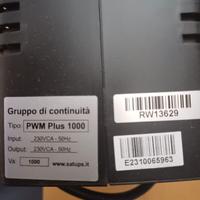 Gruppo di continuità
Tipo: PWM Plus 1000
Input: 230VCA - 50Hz
Output: 230VCA - 50Hz
VA: 1000 www.satups.it
RW13629
E2310065963